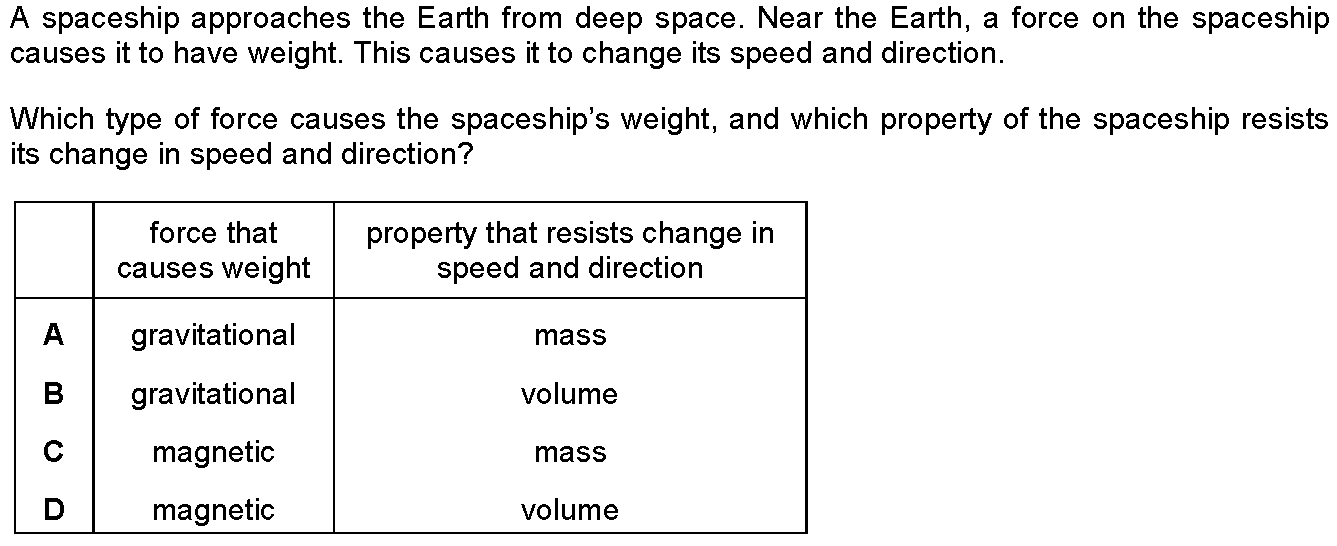 A spaceship approaches the Earth from deep space. Near the Earth, a force on the spaceship
causes it to have weight. This causes it to change its speed and direction.
Which type of force causes the spaceship’s weight, and which property of the spaceship resists
its change in speed and direction?
force that property that resists change in
causes weight speed and direction
A gravitational mass
B gravitational volume
C magnetic mass
D magnetic volume